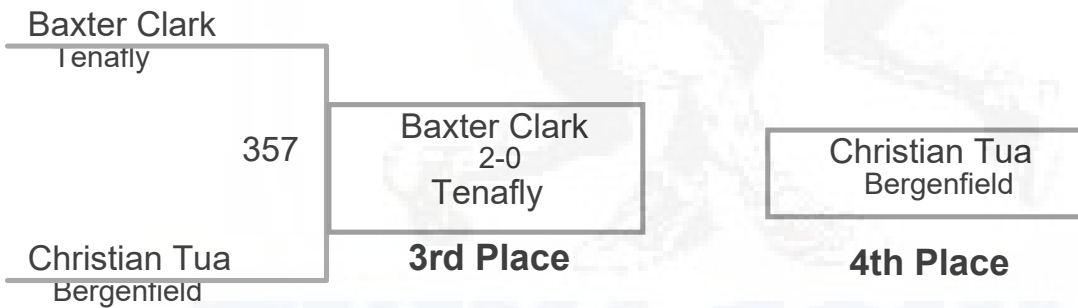 Baxter Clark
Tenafly
357
Baxter Clark
2-0
Tenafly
3rd Place
Christian Tua
Bergenfield
Christian Tua
Bergenfield
4th Place